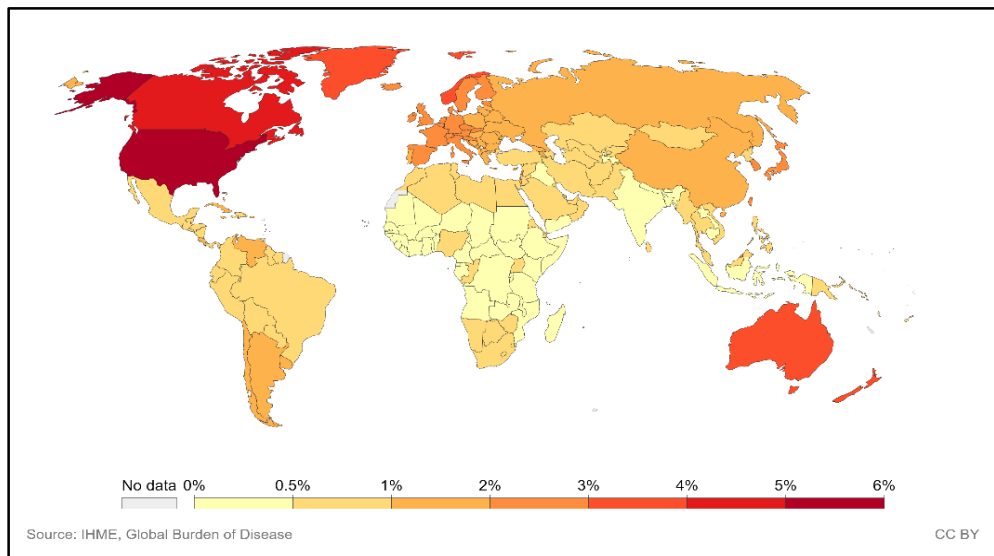 No data 0% 0.5% 1% 2% 3% 4% 5% 6%
Source: IHME, Global Burden of Disease CC BY